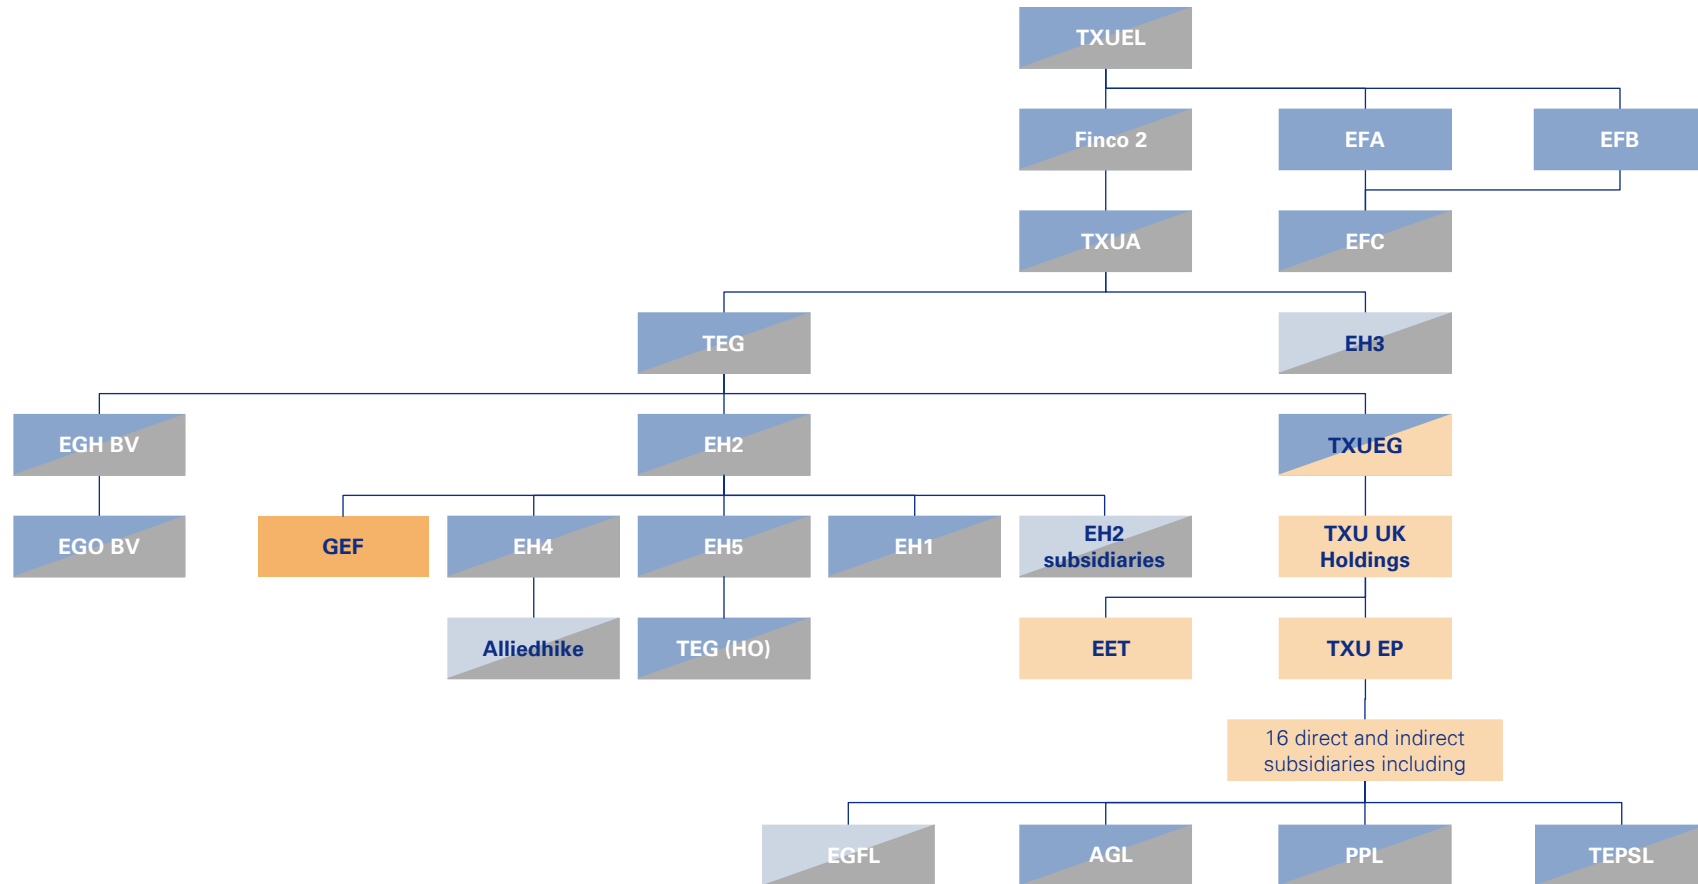 TXUEL
Finco 2
EFA
EFB
TXUA
EFC
TEG
EH3
EGH BV
EH2
TXUEG
EGO BV
GEF
EH4
EH5
EH1
EH2
subsidiaries
TXU UK
Holdings
Alliedhike
TEG (HO)
EET
TXU EP
16 direct and indirect
subsidiaries including
EGFL
AGL
PPL
TEPSL